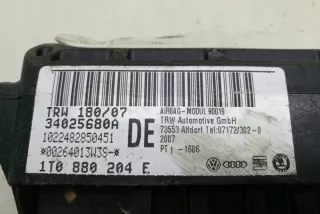 TRW 180/07
34025680A
1022482850451
*00264013W3S-*
1T0 880 204 E
DE
AIRBAG-MODUL 90019
TRW Automotive GmbH
73553 Alfdorf Tel:07172/302-0
2007
PT1 -1606